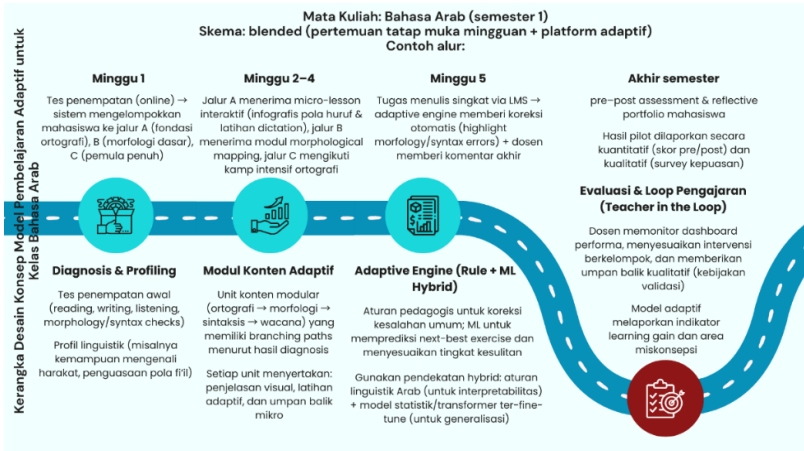 Kerangka Desain Konsep Model Pembelajaran Adaptif untuk
Kelas Bahasa Arab
Mata Kuliah: Bahasa Arab (semester 1)
Skema: blended (pertemuan tatap muka mingguan + platform adaptif)
Contoh alur:
Minggu 1
Tes penempatan (online) →
sistem mengelompokkan
mahasiswa ke jalur A (fondasi
ortografi), B (morfologi dasar),
C (pemula penuh)
Minggu 2–4
Jalur A menerima micro-lesson
interaktif (infografis pola huruf &
latihan dictation), jalur B
menerima modul morphological
mapping, jalur C mengikuti
kamp intensif ortografi
Minggu 5
Tugas menulis singkat via LMS →
adaptive engine memberi koreksi
otomatis (highlight
morphology/syntax errors) + dosen
memberi komentar akhir
Akhir semester
pre–post assessment & reflective
portfolio mahasiswa
Hasil pilot dilaporkan secara
kuantitatif (skor pre/post) dan
kualitatif (survey kepuasan)
Diagnosis & Profiling
Tes penempatan awal
(reading, writing, listening,
morphology/syntax checks)
Profil linguistik (misalnya
kemampuan mengenali
harakat, penguasaan pola fi'il)
Modul Konten Adaptif
Unit konten modular
(ortografi → morfologi →
sintaksis → wacana) yang
memiliki branching paths
menurut hasil diagnosis
Setiap unit menyertakan:
penjelasan visual, latihan
adaptif, dan umpan balik
mikro
Adaptive Engine (Rule + ML
Hybrid)
Aturan pedagogis untuk koreksi
kesalahan umum; ML untuk
memprediksi next-best exercise dan
menyesuaikan tingkat kesulitan
Gunakan pendekatan hybrid: aturan
linguistik Arab (untuk interpretabilitas)
+ model statistik/transformer ter-fine-
tune (untuk generalisasi)
Evaluasi & Loop Pengajaran
(Teacher in the Loop)
Dosen memonitor dashboard
performa, menyesuaikan intervensi
berkelompok, dan memberikan
umpan balik kualitatif (kebijakan
validasi)
Model adaptif
melaporkan indikator
learning gain dan area
miskonsepsi